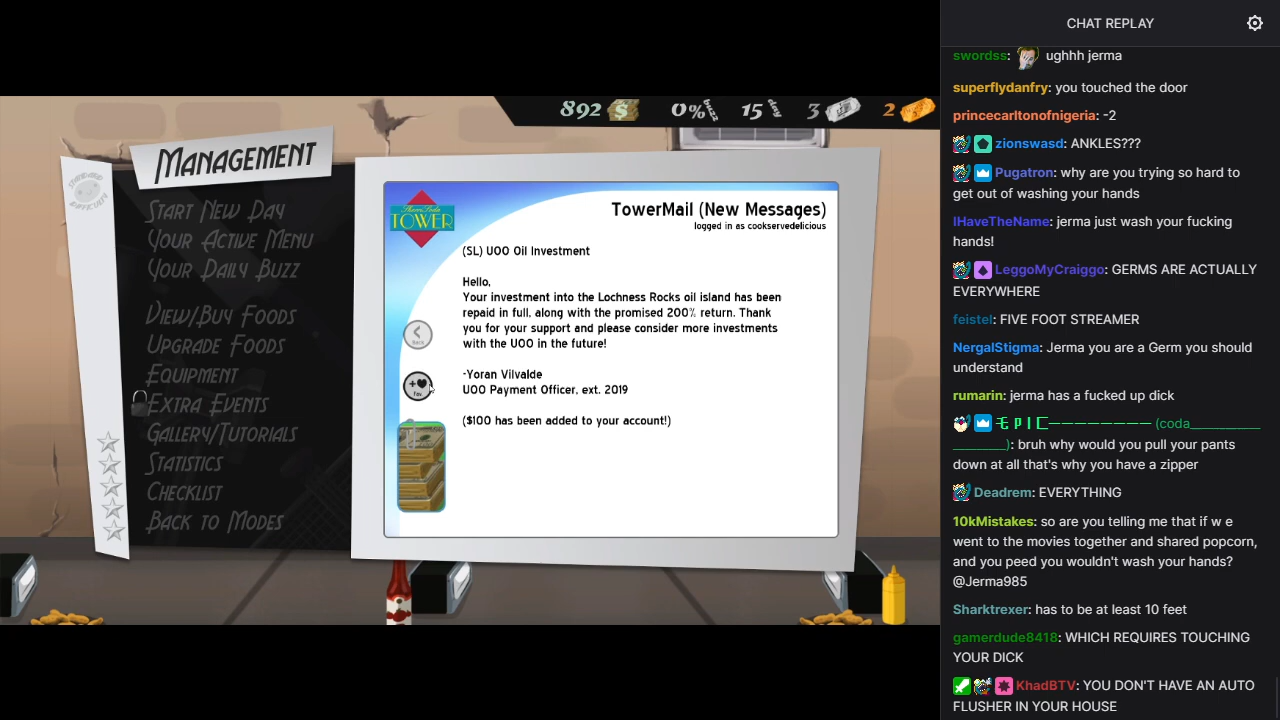 892 $ 0% buzz 15 day 3 2
MANAGEMENT
STANDARD
DIFFICULTY
START NEW DAY
YOUR ACTIVE MENU
YOUR DAILY BUZZ
VIEW/BUY FOODS
UPGRADE FOODS
EQUIPMENT
EXTRA EVENTS
GALLERY/TUTORIALS
STATISTICS
CHECKLIST
BACK TO MODES
SherriSoda
TOWER
TowerMail (New Messages)
logged in as cookservedelicious
(SL) UOO Oil Investment
Hello,
Your investment into the Lochness Rocks oil island has been
repaid in full, along with the promised 200% return. Thank
you for your support and please consider more investments
with the UOO in the future!
-Yoran Vilvalde
UOO Payment Officer, ext. 2019
($100 has been added to your account!)
Back
Fav.
CHAT REPLAY
swordss: ughhh jerma
superflydanfry: you touched the door
princecarltonofnigeria: -2
zionswasd: ANKLES???
Pugatron: why are you trying so hard to
get out of washing your hands
IHaveTheName: jerma just wash your fucking
hands!
LeggoMyCraiggo: GERMS ARE ACTUALLY
EVERYWHERE
feistel: FIVE FOOT STREAMER
NergalStigma: Jerma you are a Germ you should
understand
rumarin: jerma has a fucked up dick
(coda__________
________): bruh why would you pull your pants
down at all that's why you have a zipper
Deadrem: EVERYTHING
10kMistakes: so are you telling me that if w e
went to the movies together and shared popcorn,
and you peed you wouldn't wash your hands?
@Jerma985
Sharktrexer: has to be at least 10 feet
gamerdude8418: WHICH REQUIRES TOUCHING
YOUR DICK
KhadBTV: YOU DON'T HAVE AN AUTO
FLUSHER IN YOUR HOUSE